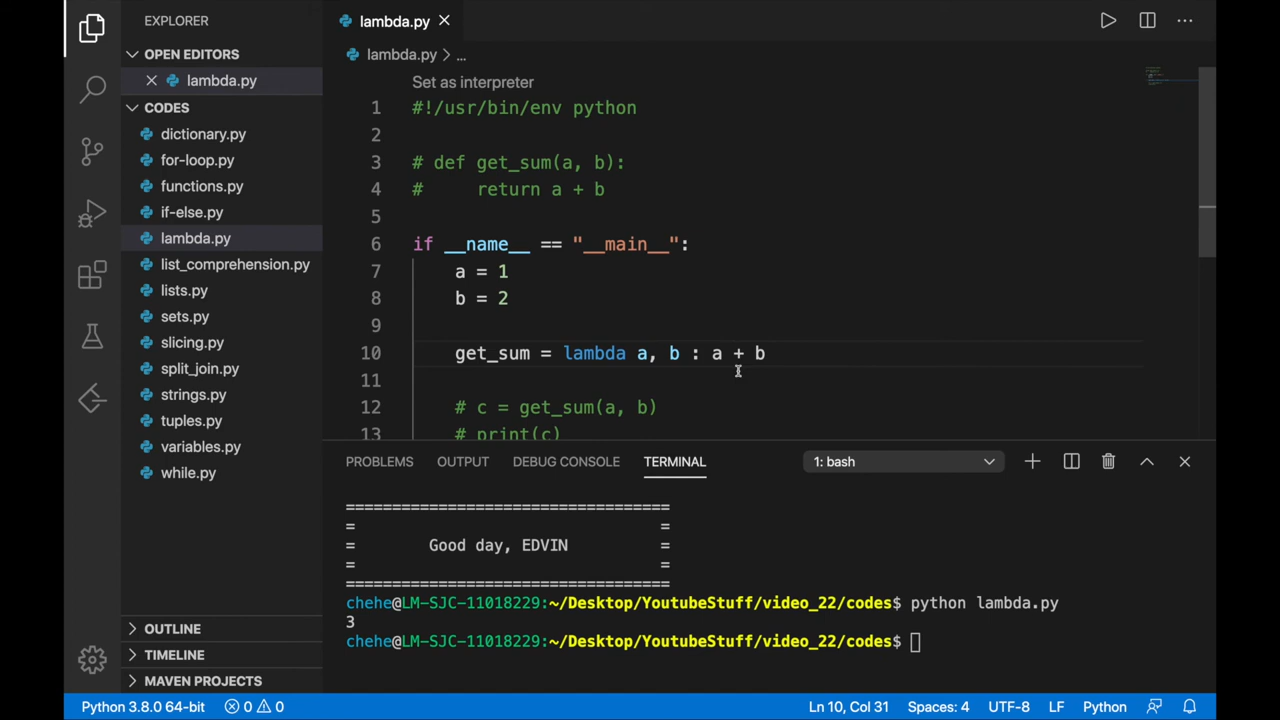 EXPLORER
OPEN EDITORS
lambda.py
CODES
dictionary.py
for-loop.py
functions.py
if-else.py
lambda.py
list_comprehension.py
lists.py
sets.py
slicing.py
split_join.py
strings.py
tuples.py
variables.py
while.py
OUTLINE
TIMELINE
MAVEN PROJECTS
lambda.py
lambda.py > ...
Set as interpreter
1 #!/usr/bin/env python
2
3 # def get_sum(a, b):
4 #     return a + b
5
6 if __name__ == "__main__":
7     a = 1
8     b = 2
9
10     get_sum = lambda a, b : a + b
11
12     # c = get_sum(a, b)
13     # print(c)
PROBLEMS OUTPUT DEBUG CONSOLE TERMINAL 1: bash
==================================
= =
= Good day, EDVIN =
= =
==================================
chehe@LM-SJC-11018229:~/Desktop/YoutubeStuff/video_22/codes$ python lambda.py
3
chehe@LM-SJC-11018229:~/Desktop/YoutubeStuff/video_22/codes$
Python 3.8.0 64-bit 0 0 Ln 10, Col 31 Spaces: 4 UTF-8 LF Python